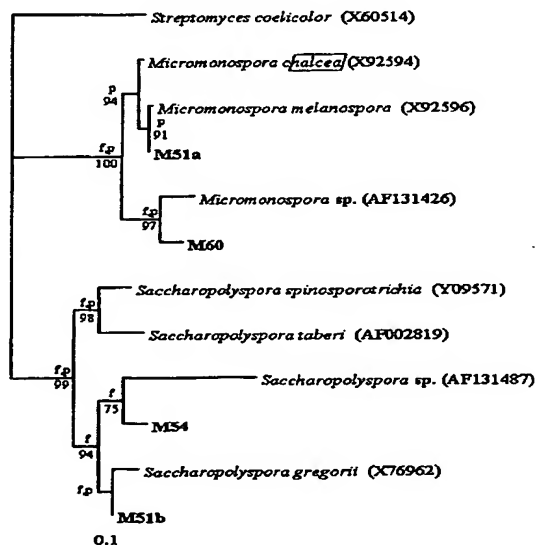 Streptomyces coelicolor (X60514)
Micromonospora chalcea (X92594)
p
94
Micromonospora melanospora (X92596)
p
91
M51a
f,p
100
Micromonospora sp. (AF131426)
f,p
97
M60
Saccharopolyspora spinosporotrichia (Y09571)
f,p
98
Saccharopolyspora taberi (AF002819)
f,p
99
Saccharopolyspora sp. (AF131487)
f
75
M54
f
94
Saccharopolyspora gregorii (X76962)
f,p
M51b
0.1